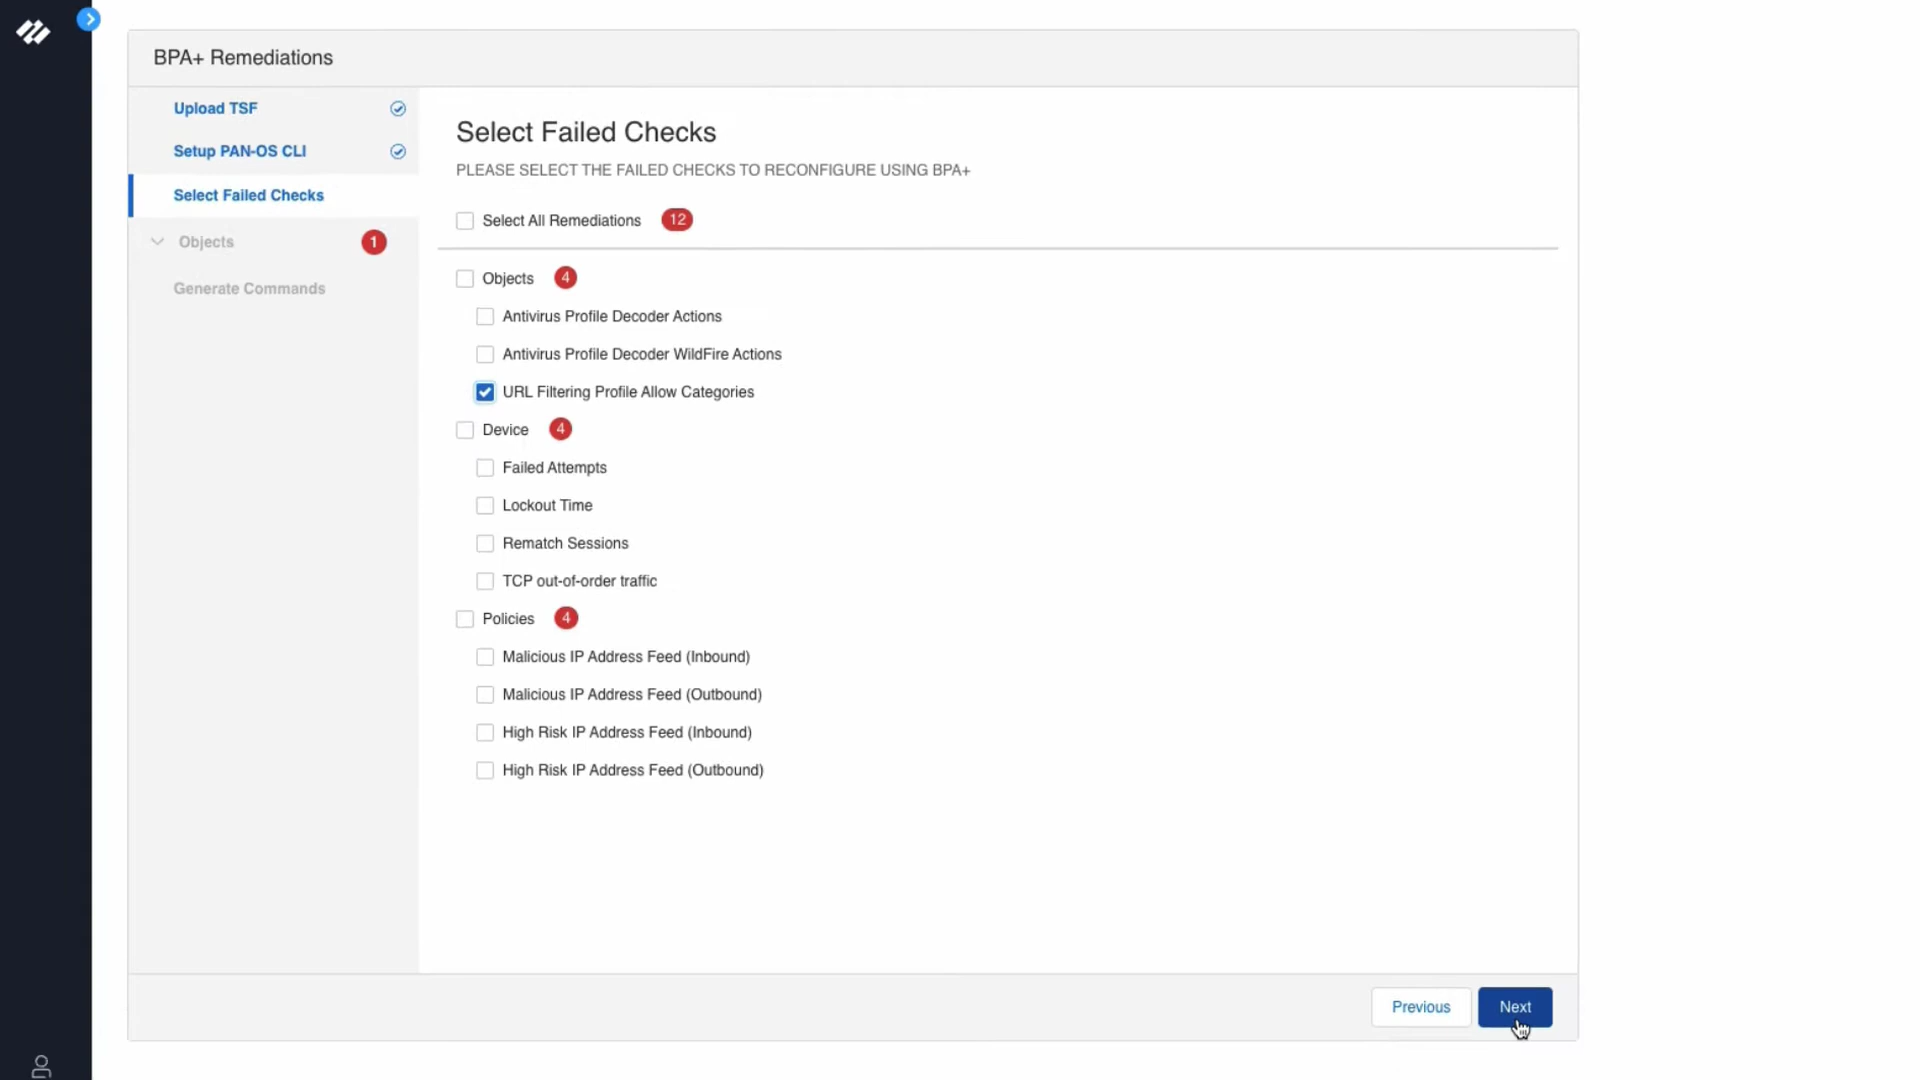 BPA+ Remediations
Upload TSF
Setup PAN-OS CLI
Select Failed Checks
Objects 1
Generate Commands
Select Failed Checks
PLEASE SELECT THE FAILED CHECKS TO RECONFIGURE USING BPA+
Select All Remediations 12
Objects 4
Antivirus Profile Decoder Actions
Antivirus Profile Decoder WildFire Actions
URL Filtering Profile Allow Categories
Device 4
Failed Attempts
Lockout Time
Rematch Sessions
TCP out-of-order traffic
Policies 4
Malicious IP Address Feed (Inbound)
Malicious IP Address Feed (Outbound)
High Risk IP Address Feed (Inbound)
High Risk IP Address Feed (Outbound)
Previous Next